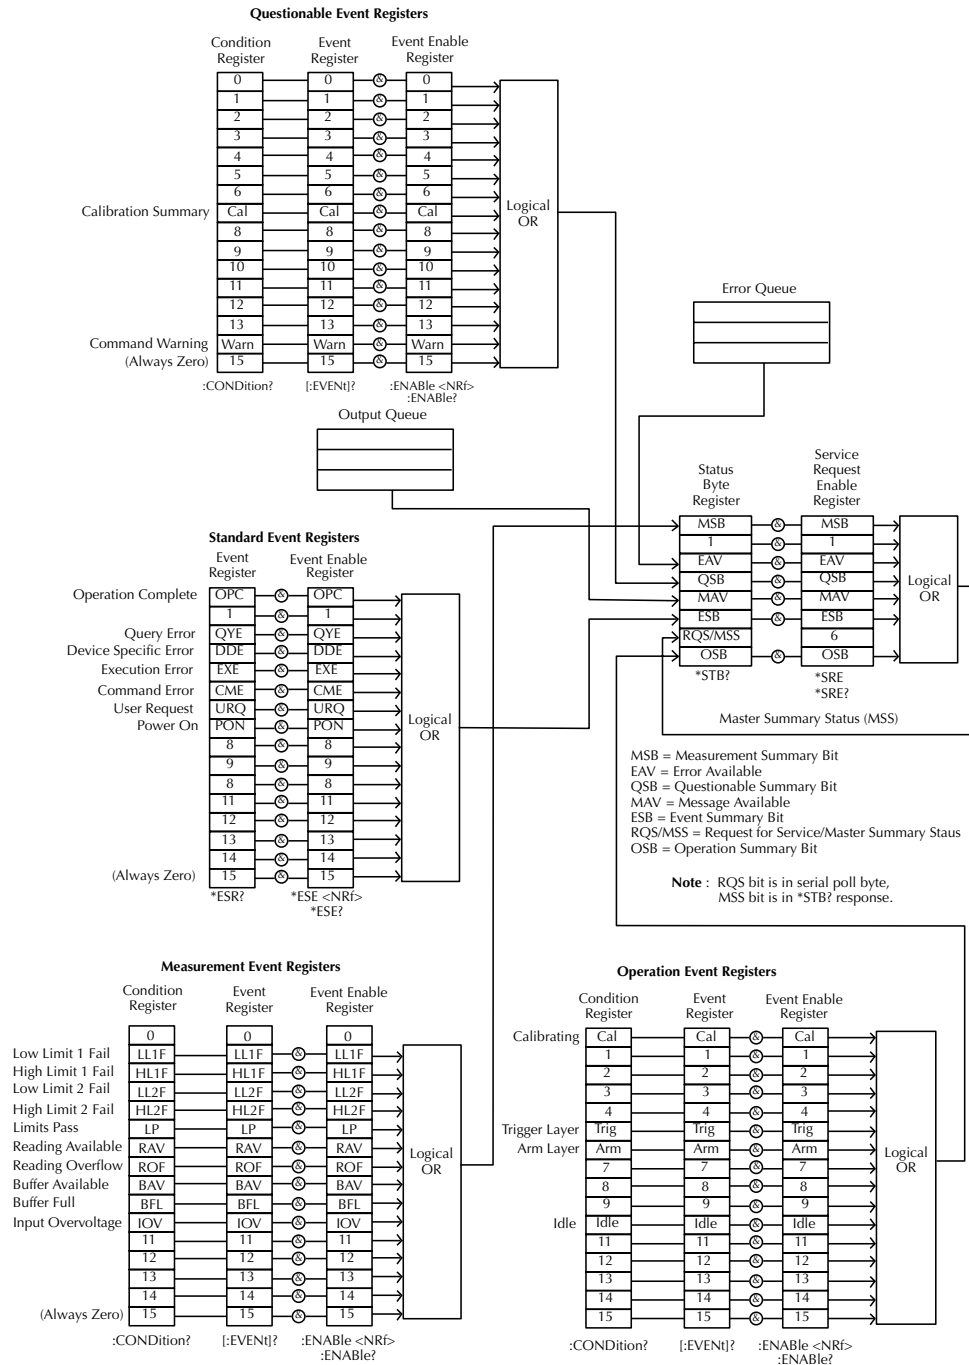 Questionable Event Registers
Condition Register
Event Register
Event Enable Register
0 0 0
1 1 1
2 2 2
3 3 3
4 4 4
5 5 5
6 6 6
Calibration Summary Cal Cal Cal
8 8 8
9 9 9
10 10 10
11 11 11
12 12 12
13 13 13
Command Warning Warn Warn Warn
(Always Zero) 15 15 15
& & & & & & & & & & & & & & & &
Logical OR
:CONDition?
[:EVENt]?
:ENABle <NRf>
:ENABle?
Error Queue
Output Queue
Standard Event Registers
Event Register
Event Enable Register
Operation Complete OPC & OPC
1 & 1
Query Error QYE & QYE
Device Specific Error DDE & DDE
Execution Error EXE & EXE
Command Error CME & CME
User Request URQ & URQ
Power On PON & PON
8 & 8
9 & 9
8 & 8
11 & 11
12 & 12
13 & 13
14 & 14
(Always Zero) 15 & 15
Logical OR
*ESR?
*ESE <NRf>
*ESE?
Status Byte Register
Service Request Enable Register
MSB & MSB
1 & 1
EAV & EAV
QSB & QSB
MAV & MAV
ESB & ESB
RQS/MSS 6
OSB & OSB
Logical OR
*STB?
*SRE
*SRE?
Master Summary Status (MSS)
MSB = Measurement Summary Bit
EAV = Error Available
QSB = Questionable Summary Bit
MAV = Message Available
ESB = Event Summary Bit
RQS/MSS = Request for Service/Master Summary Staus
OSB = Operation Summary Bit
Note : RQS bit is in serial poll byte,
MSS bit is in *STB? response.
Measurement Event Registers
Condition Register
Event Register
Event Enable Register
0 0 0
Low Limit 1 Fail LL1F LL1F & LL1F
High Limit 1 Fail HL1F HL1F & HL1F
Low Limit 2 Fail LL2F LL2F & LL2F
High Limit 2 Fail HL2F HL2F & HL2F
Limits Pass LP LP & LP
Reading Available RAV RAV & RAV
Reading Overflow ROF ROF & ROF
Buffer Available BAV BAV & BAV
Buffer Full BFL BFL & BFL
Input Overvoltage IOV IOV & IOV
11 11 & 11
12 12 & 12
13 13 & 13
14 14 & 14
(Always Zero) 15 15 & 15
Logical OR
:CONDition?
[:EVENt]?
:ENABle <NRf>
:ENABle?
Operation Event Registers
Condition Register
Event Register
Event Enable Register
Calibrating Cal Cal & Cal
1 1 & 1
2 2 & 2
3 3 & 3
4 4 & 4
Trigger Layer Trig Trig & Trig
Arm Layer Arm Arm & Arm
7 7 & 7
8 8 & 8
9 9 & 9
Idle Idle Idle & Idle
11 11 & 11
12 12 & 12
13 13 & 13
14 14 & 14
15 15 & 15
Logical OR
:CONDition?
[:EVENt]?
:ENABle <NRf>
:ENABle?